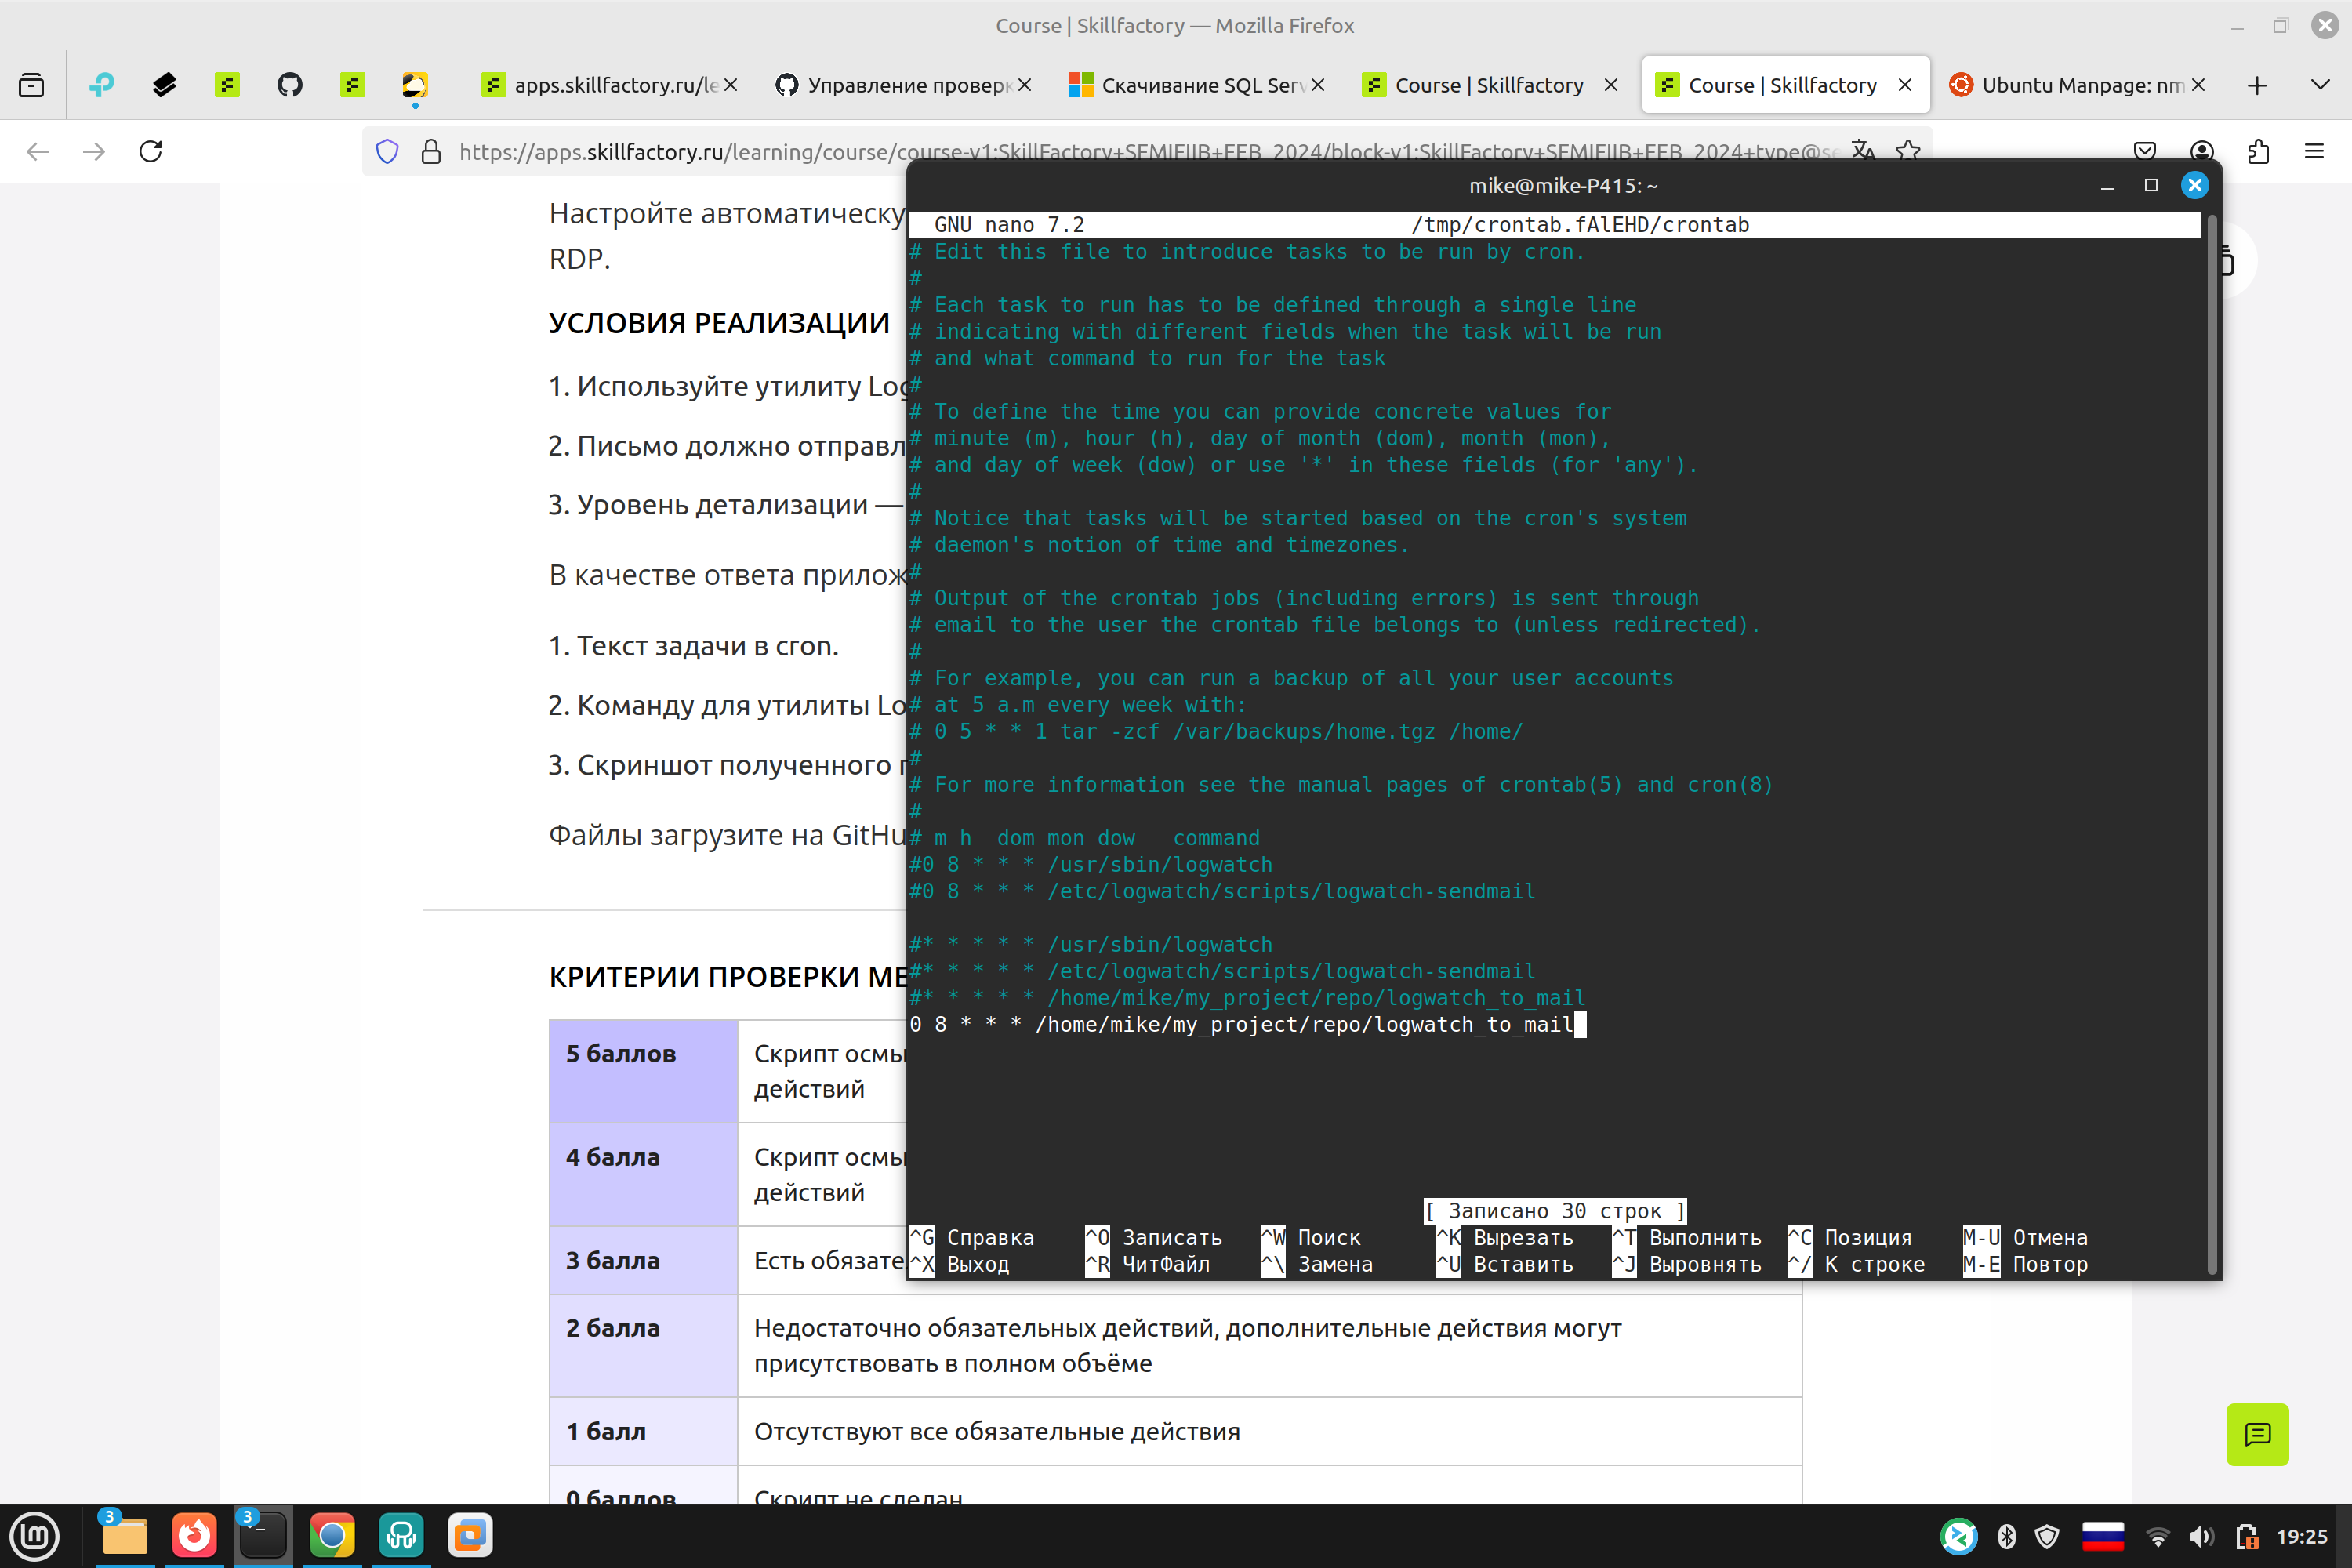 Course | Skillfactory — Mozilla Firefox
apps.skillfactory.ru/le
Управление проверк
Скачивание SQL Serv
Course | Skillfactory
Course | Skillfactory
Ubuntu Manpage: nm
https://apps.skillfactory.ru/learning/course/course-v1:SkillFactory+SEMIFIIB+FEB_2024/block-v1:SkillFactory+SEMIFIIB+FEB_2024+type@se
Настройте автоматическу
RDP.
УСЛОВИЯ РЕАЛИЗАЦИИ
1. Используйте утилиту Log
2. Письмо должно отправл
3. Уровень детализации —
В качестве ответа прилож
1. Текст задачи в cron.
2. Команду для утилиты Lo
3. Скриншот полученного п
Файлы загрузите на GitHu
КРИТЕРИИ ПРОВЕРКИ МЕ
5 баллов
Скрипт осмы
действий
4 балла
Скрипт осмы
действий
3 балла
Есть обязате
2 балла
Недостаточно обязательных действий, дополнительные действия могут
присутствовать в полном объёме
1 балл
Отсутствуют все обязательные действия
0 баллов
Скрипт не сделан
mike@mike-P415: ~
GNU nano 7.2 /tmp/crontab.fAlEHD/crontab
# Edit this file to introduce tasks to be run by cron.
#
# Each task to run has to be defined through a single line
# indicating with different fields when the task will be run
# and what command to run for the task
#
# To define the time you can provide concrete values for
# minute (m), hour (h), day of month (dom), month (mon),
# and day of week (dow) or use '*' in these fields (for 'any').
#
# Notice that tasks will be started based on the cron's system
# daemon's notion of time and timezones.
#
# Output of the crontab jobs (including errors) is sent through
# email to the user the crontab file belongs to (unless redirected).
#
# For example, you can run a backup of all your user accounts
# at 5 a.m every week with:
# 0 5 * * 1 tar -zcf /var/backups/home.tgz /home/
#
# For more information see the manual pages of crontab(5) and cron(8)
#
# m h  dom mon dow   command
#0 8 * * * /usr/sbin/logwatch
#0 8 * * * /etc/logwatch/scripts/logwatch-sendmail
#* * * * * /usr/sbin/logwatch
#* * * * * /etc/logwatch/scripts/logwatch-sendmail
#* * * * * /home/mike/my_project/repo/logwatch_to_mail
0 8 * * * /home/mike/my_project/repo/logwatch_to_mail
[ Записано 30 строк ]
^G Справка ^O Записать ^W Поиск ^K Вырезать ^T Выполнить ^C Позиция M-U Отмена
^X Выход ^R ЧитФайл ^\ Замена ^U Вставить ^J Выровнять ^/ К строке M-E Повтор
3
3
19:25